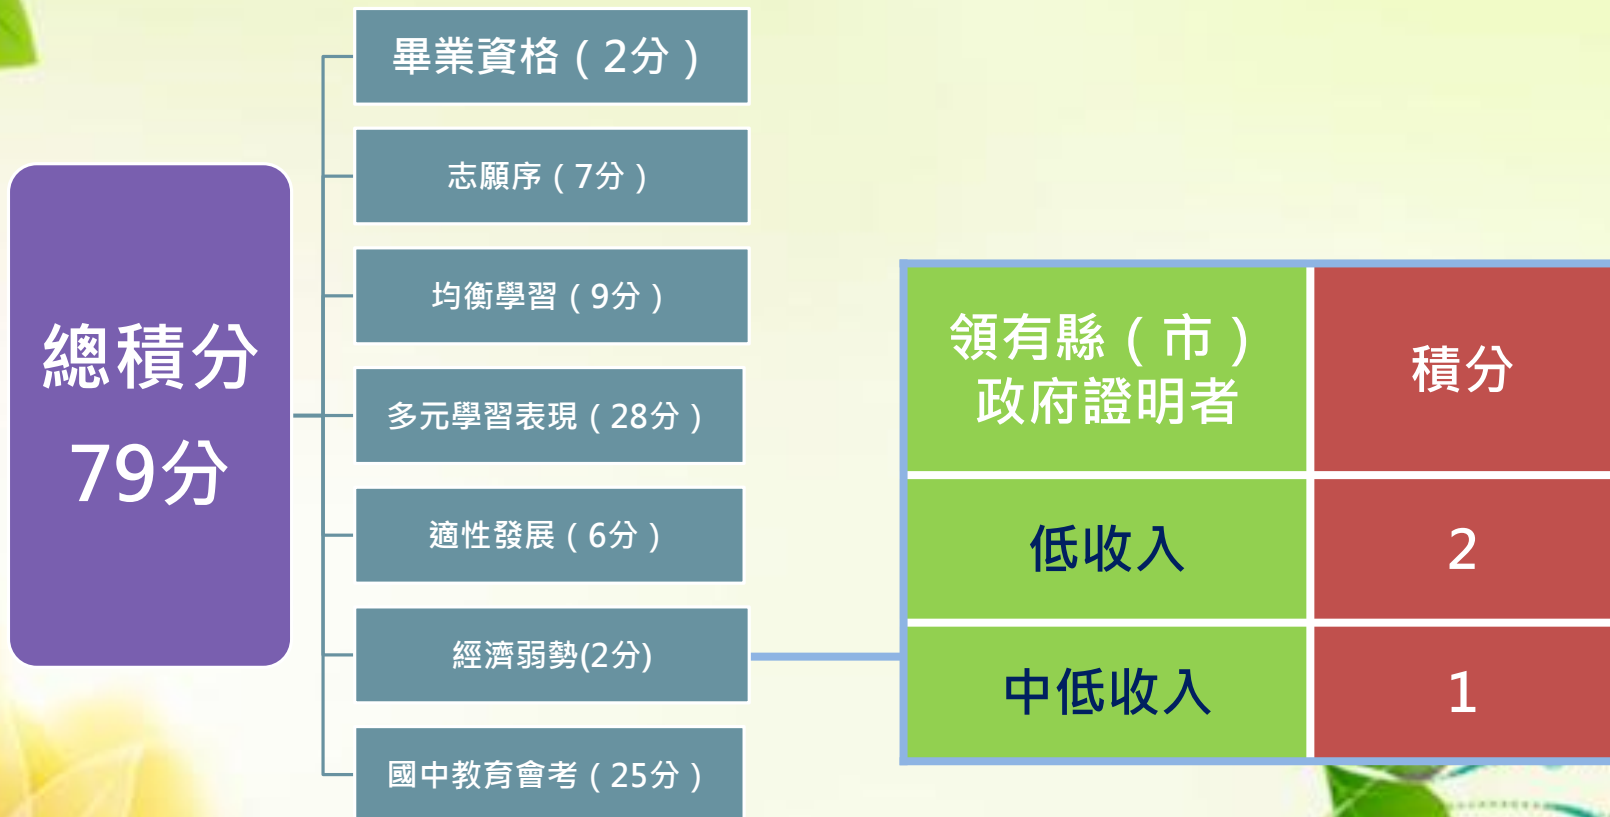 總積分
79分
畢業資格（2分）
志願序（7分）
均衡學習（9分）
多元學習表現（28分）
適性發展（6分）
經濟弱勢(2分)
國中教育會考（25分）
領有縣（市）
政府證明者
積分
低收入
2
中低收入
1